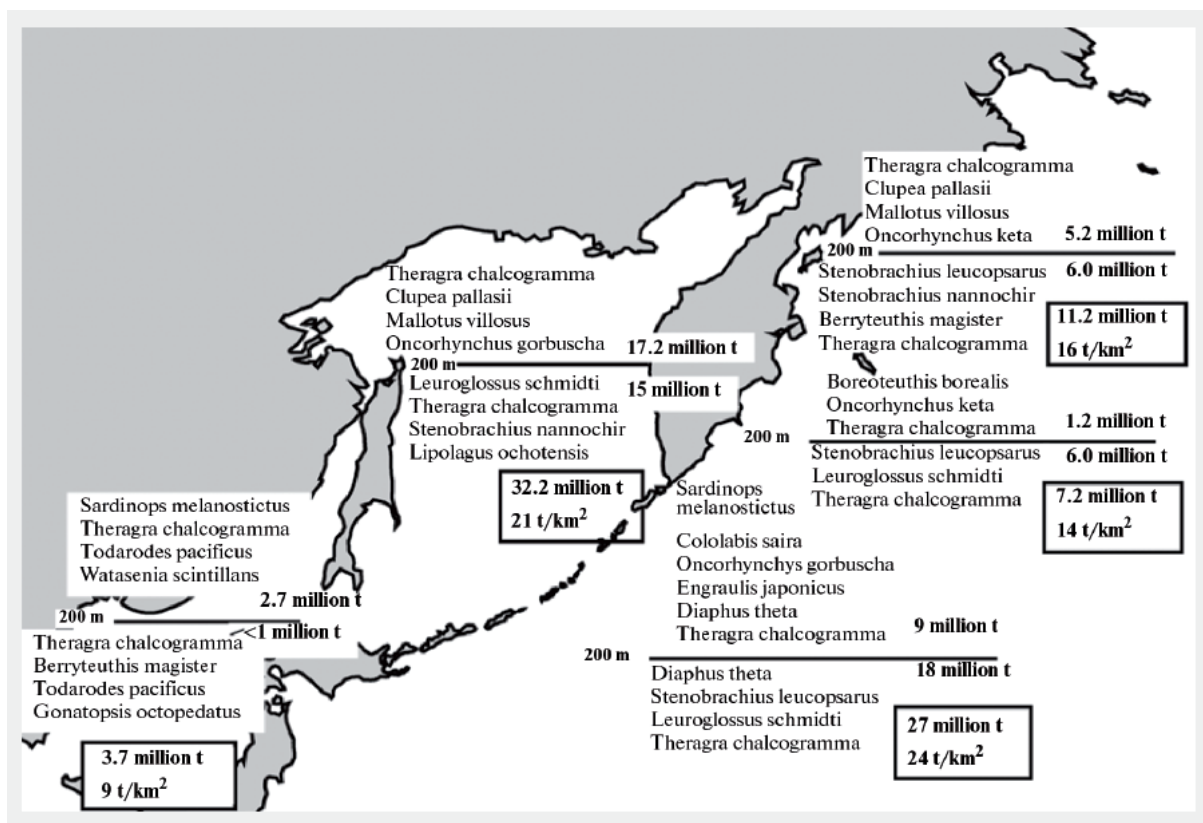 Theragra chalcogramma
Clupea pallasii
Mallotus villosus
Oncorhynchus keta 5.2 million t
200 m
Stenobrachius leucopsarus 6.0 million t
Stenobrachius nannochir
Berryteuthis magister
Theragra chalcogramma
11.2 million t
16 t/km²
Boreoteuthis borealis
Oncorhynchus keta
Theragra chalcogramma 1.2 million t
200 m
Stenobrachius leucopsarus 6.0 million t
Leuroglossus schmidti
Theragra chalcogramma
7.2 million t
14 t/km²
Theragra chalcogramma
Clupea pallasii
Mallotus villosus
Oncorhynchus gorbuscha 17.2 million t
200 m
Leuroglossus schmidti 15 million t
Theragra chalcogramma
Stenobrachius nannochir
Lipolagus ochotensis
32.2 million t
21 t/km²
Sardinops
melanostictus
Cololabis saira
Oncorhynchys gorbuscha
Engraulis japonicus
Diaphus theta
Theragra chalcogramma 9 million t
200 m
Diaphus theta 18 million t
Stenobrachius leucopsarus
Leuroglossus schmidti
Theragra chalcogramma
27 million t
24 t/km²
Sardinops melanostictus
Theragra chalcogramma
Todarodes pacificus
Watasenia scintillans
2.7 million t
200 m
Theragra chalcogramma <1 million t
Berryteuthis magister
Todarodes pacificus
Gonatopsis octopedatus
3.7 million t
9 t/km²